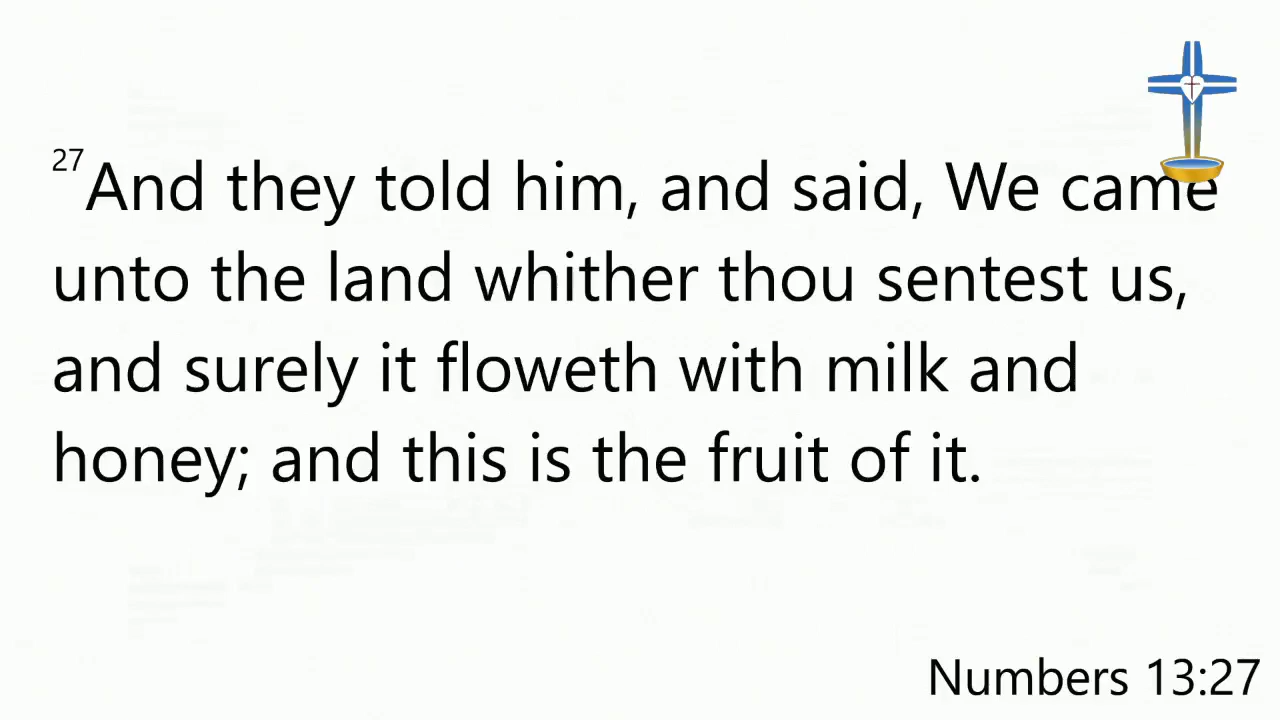 27And they told him, and said, We came
unto the land whither thou sentest us,
and surely it floweth with milk and
honey; and this is the fruit of it.
Numbers 13:27